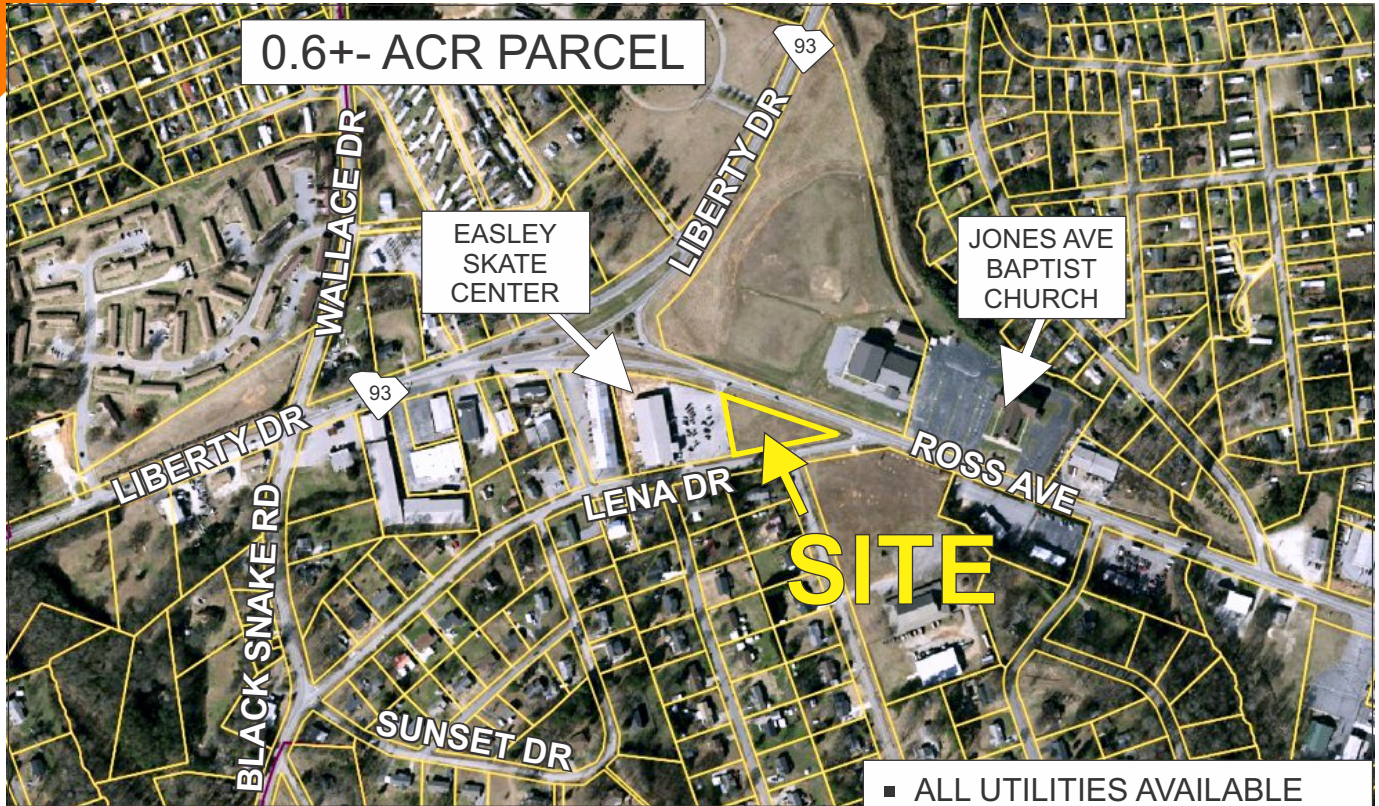 0.6+- ACR PARCEL
93
LIBERTY DR
WALLACE DR
EASLEY
SKATE
CENTER
JONES AVE
BAPTIST
CHURCH
93
LIBERTY DR
ROSS AVE
LENA DR
SITE
BLACK SNAKE RD
SUNSET DR
▪ ALL UTILITIES AVAILABLE